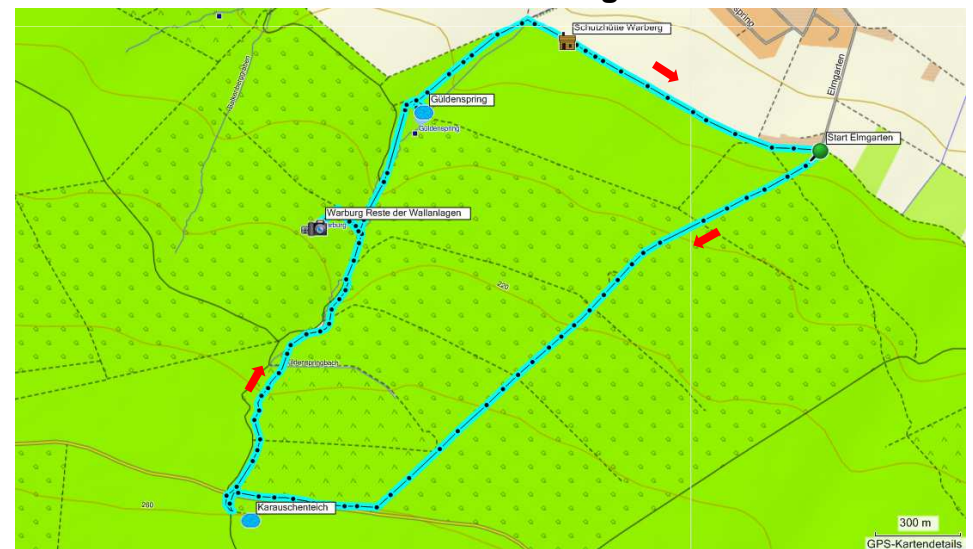 Schutzhütte Warberg
Elmgarten
Güldenspring
Güldenspring
Start Elmgarten
Warburg Reste der Wallanlagen
220
260
Karauschenteich
300 m
GPS-Kartendetails